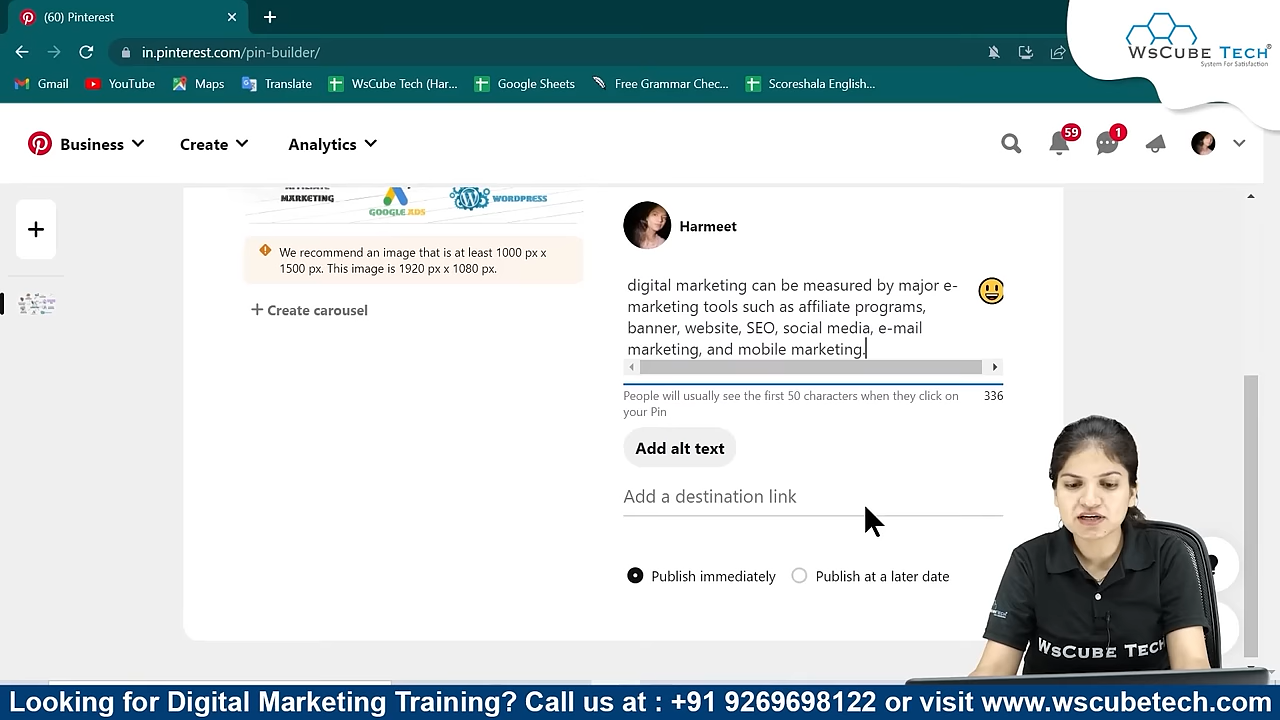 (60) Pinterest
in.pinterest.com/pin-builder/
WsCube Tech®
System For Satisfaction
Gmail YouTube Maps Translate WsCube Tech (Har... Google Sheets Free Grammar Chec... Scoreshala English...
Business Create Analytics 59 1
MARKETING
GOOGLE ADS
WORDPRESS
We recommend an image that is at least 1000 px x
1500 px. This image is 1920 px x 1080 px.
Create carousel
Harmeet
digital marketing can be measured by major e-
marketing tools such as affiliate programs,
banner, website, SEO, social media, e-mail
marketing, and mobile marketing.
People will usually see the first 50 characters when they click on
your Pin
336
Add alt text
Add a destination link
Publish immediately Publish at a later date
WsCube Tech
Looking for Digital Marketing Training? Call us at : +91 9269698122 or visit www.wscubetech.com